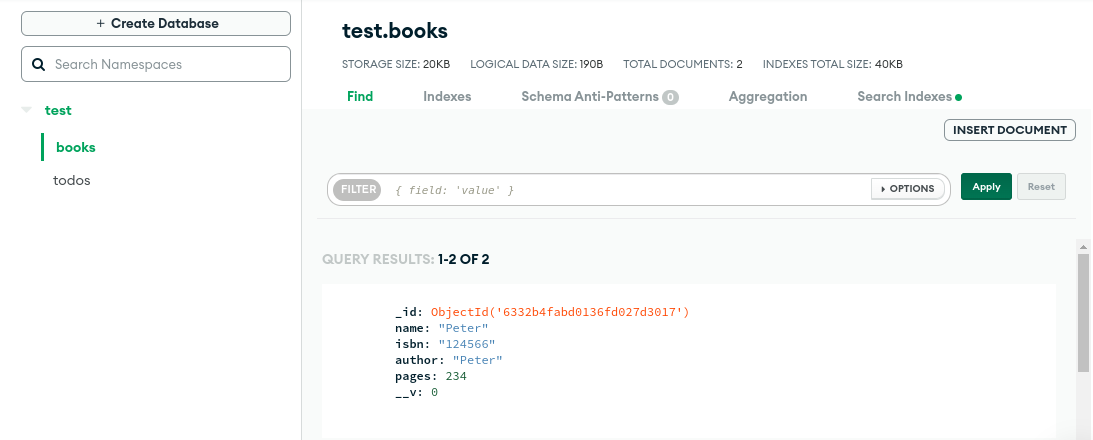 + Create Database
Search Namespaces
test
books
todos
test.books
STORAGE SIZE: 20KB LOGICAL DATA SIZE: 190B TOTAL DOCUMENTS: 2 INDEXES TOTAL SIZE: 40KB
Find Indexes Schema Anti-Patterns 0 Aggregation Search Indexes
INSERT DOCUMENT
FILTER { field: 'value' } OPTIONS Apply Reset
QUERY RESULTS: 1-2 OF 2
_id: ObjectId('6332b4fabd0136fd027d3017')
name: "Peter"
isbn: "124566"
author: "Peter"
pages: 234
__v: 0